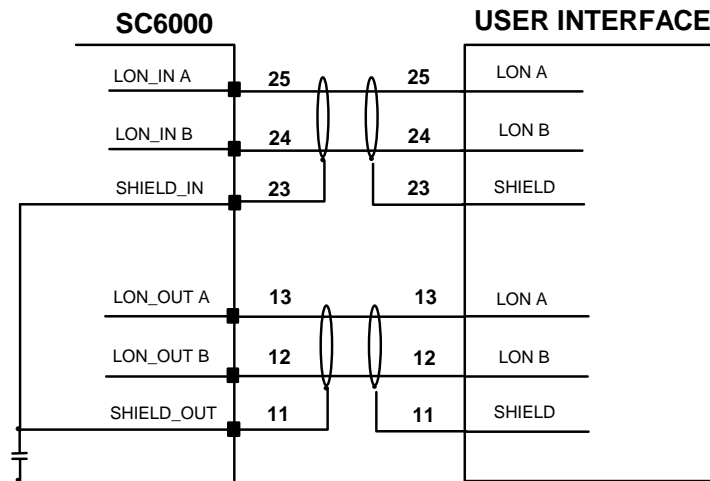 SC6000 USER INTERFACE
LON_IN A 25 25 LON A
LON_IN B 24 24 LON B
SHIELD_IN 23 23 SHIELD
LON_OUT A 13 13 LON A
LON_OUT B 12 12 LON B
SHIELD_OUT 11 11 SHIELD